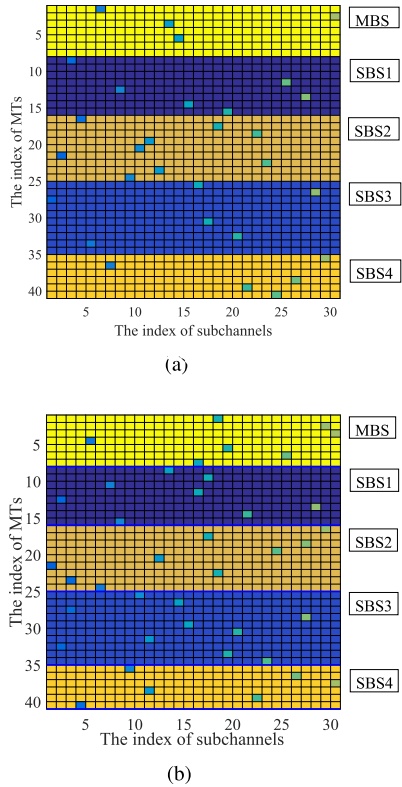 MBS
5
SBS1
10
15
SBS2
20
25
SBS3
30
35
SBS4
40
5 10 15 20 25 30
The index of MTs
The index of subchannels
(a)
MBS
5
SBS1
10
15
SBS2
20
25
SBS3
30
35
SBS4
40
5 10 15 20 25 30
The index of MTs
The index of subchannels
(b)